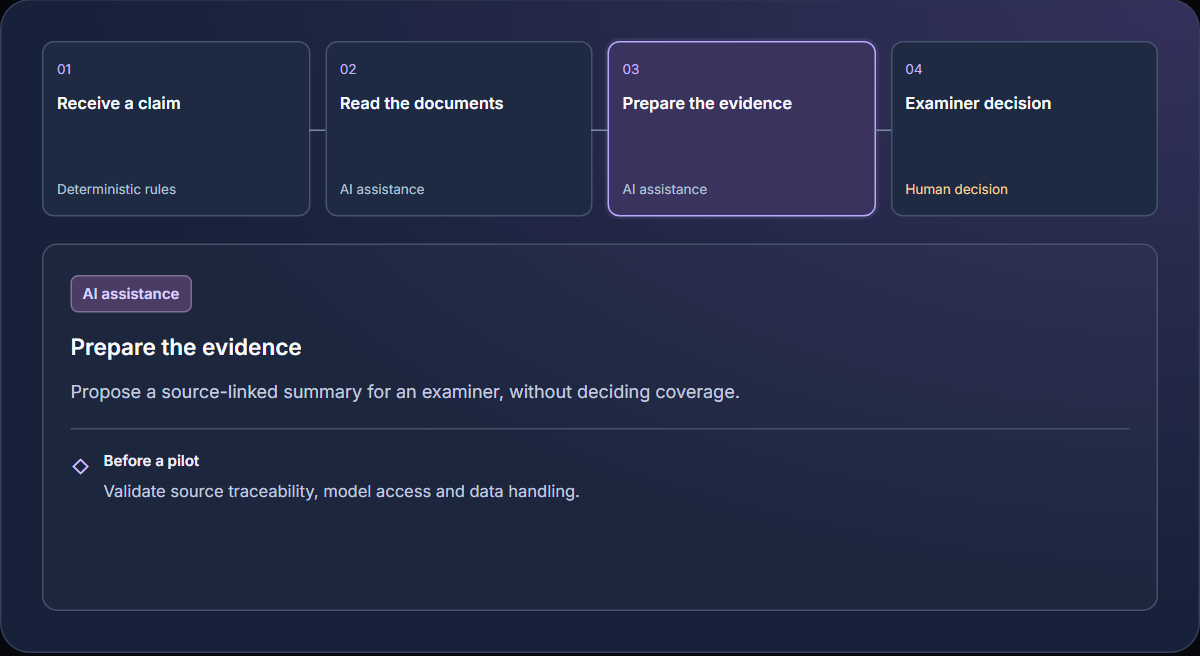 01
Receive a claim
Deterministic rules
02
Read the documents
AI assistance
03
Prepare the evidence
AI assistance
04
Examiner decision
Human decision
AI assistance
Prepare the evidence
Propose a source-linked summary for an examiner, without deciding coverage.
Before a pilot
Validate source traceability, model access and data handling.